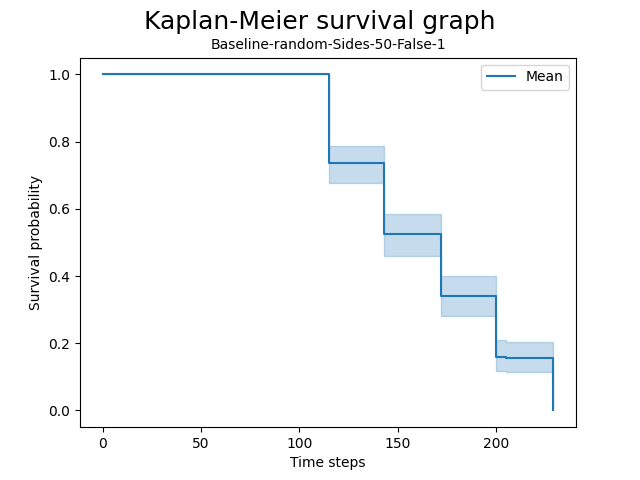 Kaplan-Meier survival graph
Baseline-random-Sides-50-False-1
Mean
1.0
0.8
0.6
0.4
0.2
0.0
Survival probability
0
50
100
150
200
Time steps